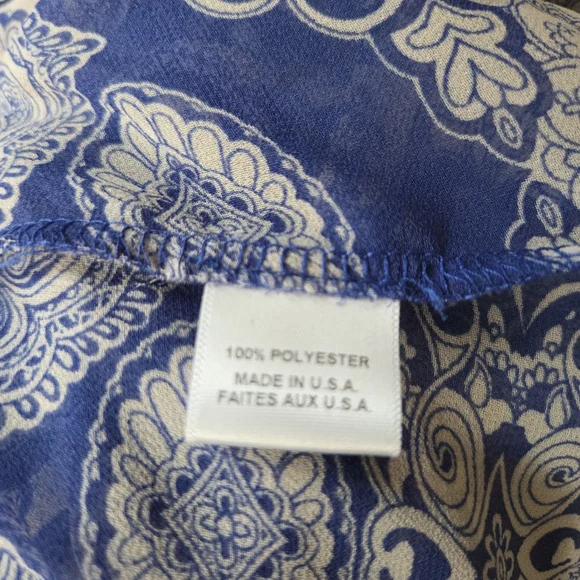 100% POLYESTER
MADE IN U.S.A.
FAITES AUX U.S.A.